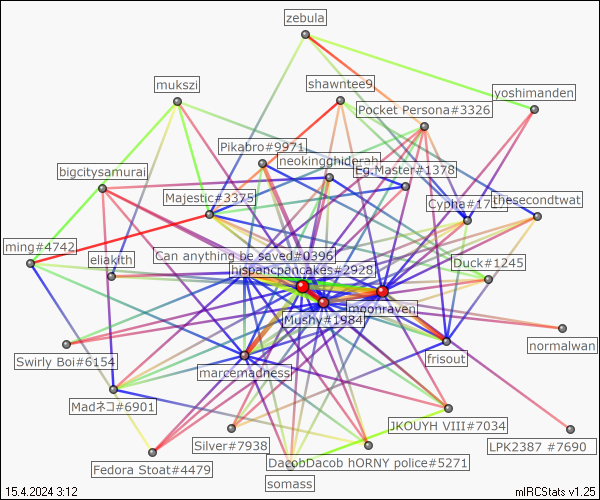 zebula
mukszi
shawntee9
yoshimanden
Pocket Persona#3326
Pikabro#9971
neokinghiderah
Eg.Master#1378
bigcitysamurai
Majestic#3375
thesecondtwat
ming#4742
eliakith
Can anything be saved#0396
hispancpancakes#2928
Duck#1245
Mushy#1984
moonraven
Swirly Boi#6154
marcemadness
frisout
normalwan
Madネコ#6901
Silver#7938
JKOUYH VIII#7034
LPK2387 #7690
Fedora Stoat#4479
DacobDacob hORNY police#5271
somass
15.4.2024 3:12
mIRCStats v1.25